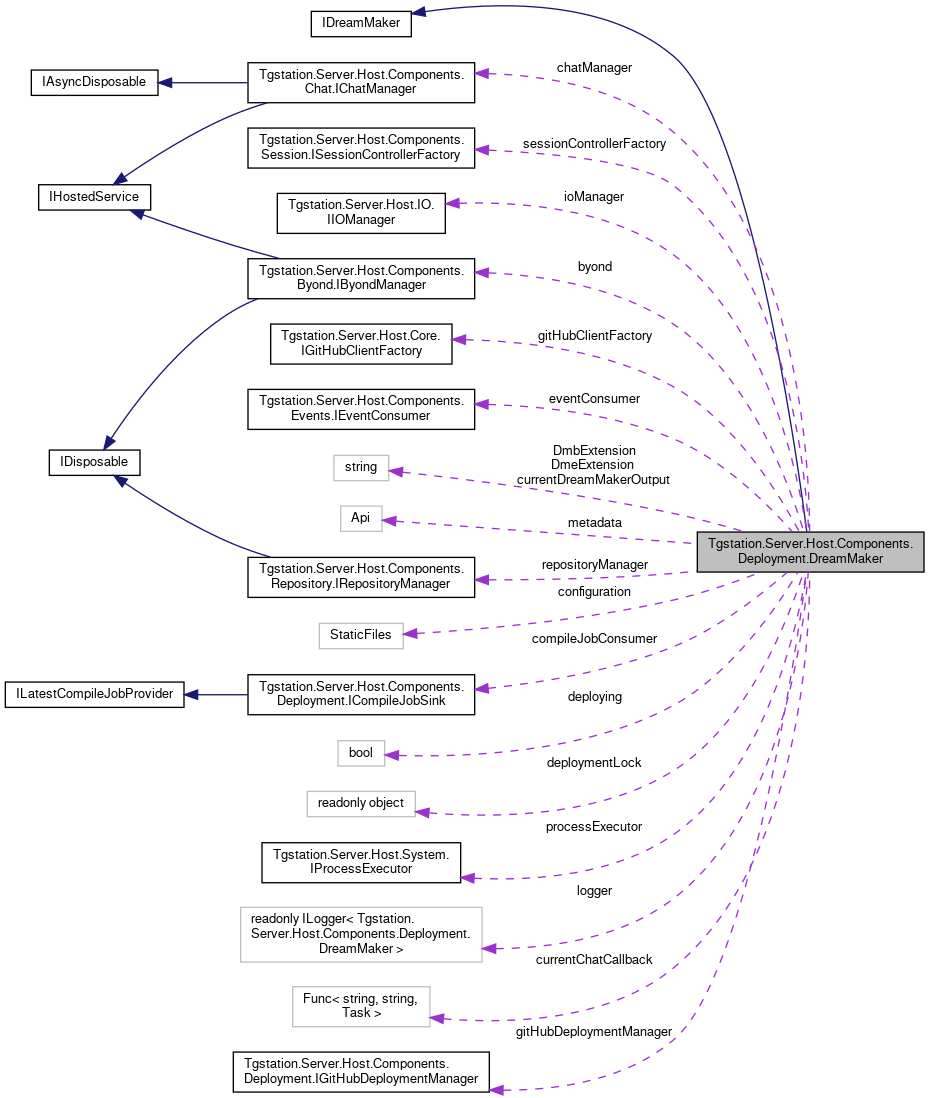 IDreamMaker
chatManager
IAsyncDisposable
Tgstation.Server.Host.Components.
Chat.IChatManager
sessionControllerFactory
Tgstation.Server.Host.Components.
Session.ISessionControllerFactory
IHostedService
ioManager
Tgstation.Server.Host.IO.
IIOManager
byond
Tgstation.Server.Host.Components.
Byond.IByondManager
gitHubClientFactory
Tgstation.Server.Host.Core.
IGitHubClientFactory
eventConsumer
Tgstation.Server.Host.Components.
Events.IEventConsumer
IDisposable
string
DmbExtension
DmeExtension
currentDreamMakerOutput
Api
metadata
Tgstation.Server.Host.Components.
Deployment.DreamMaker
repositoryManager
Tgstation.Server.Host.Components.
Repository.IRepositoryManager
configuration
StaticFiles
compileJobConsumer
ILatestCompileJobProvider
Tgstation.Server.Host.Components.
Deployment.ICompileJobSink
deploying
bool
deploymentLock
readonly object
processExecutor
Tgstation.Server.Host.System.
IProcessExecutor
logger
readonly ILogger< Tgstation.
Server.Host.Components.Deployment.
DreamMaker >
currentChatCallback
Func< string, string,
Task >
gitHubDeploymentManager
Tgstation.Server.Host.Components.
Deployment.IGitHubDeploymentManager